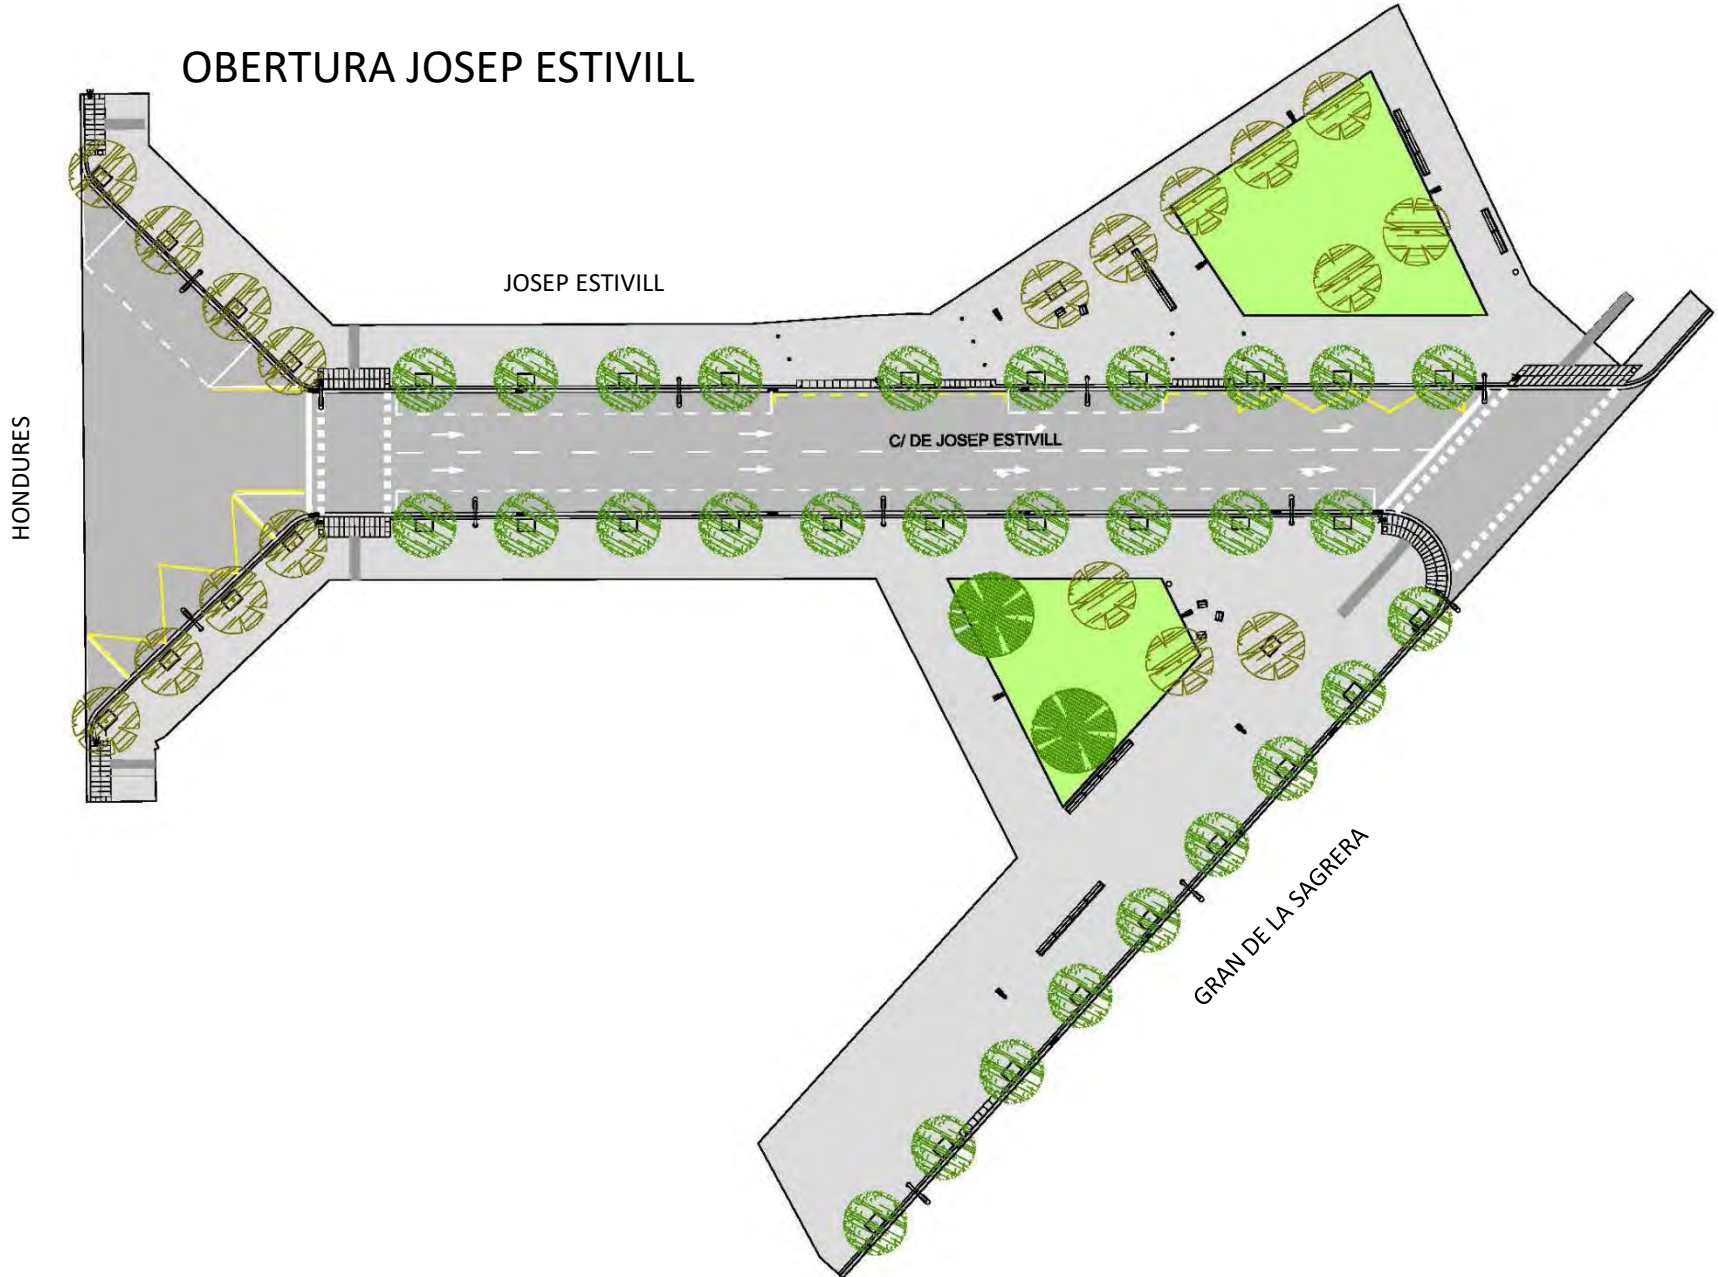 OBERTURA JOSEP ESTIVILL
JOSEP ESTIVILL
HONDURES
C/ DE JOSEP ESTIVILL
GRAN DE LA SAGRERA